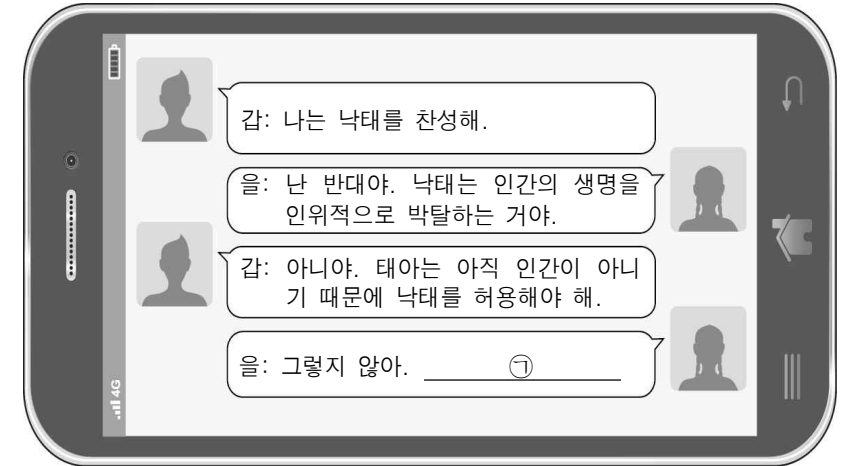 갑: 나는 낙태를 찬성해.
을: 난 반대야. 낙태는 인간의 생명을
인위적으로 박탈하는 거야.
갑: 아니야. 태아는 아직 인간이 아니
기 때문에 낙태를 허용해야 해.
을: 그렇지 않아. ㉠
4G